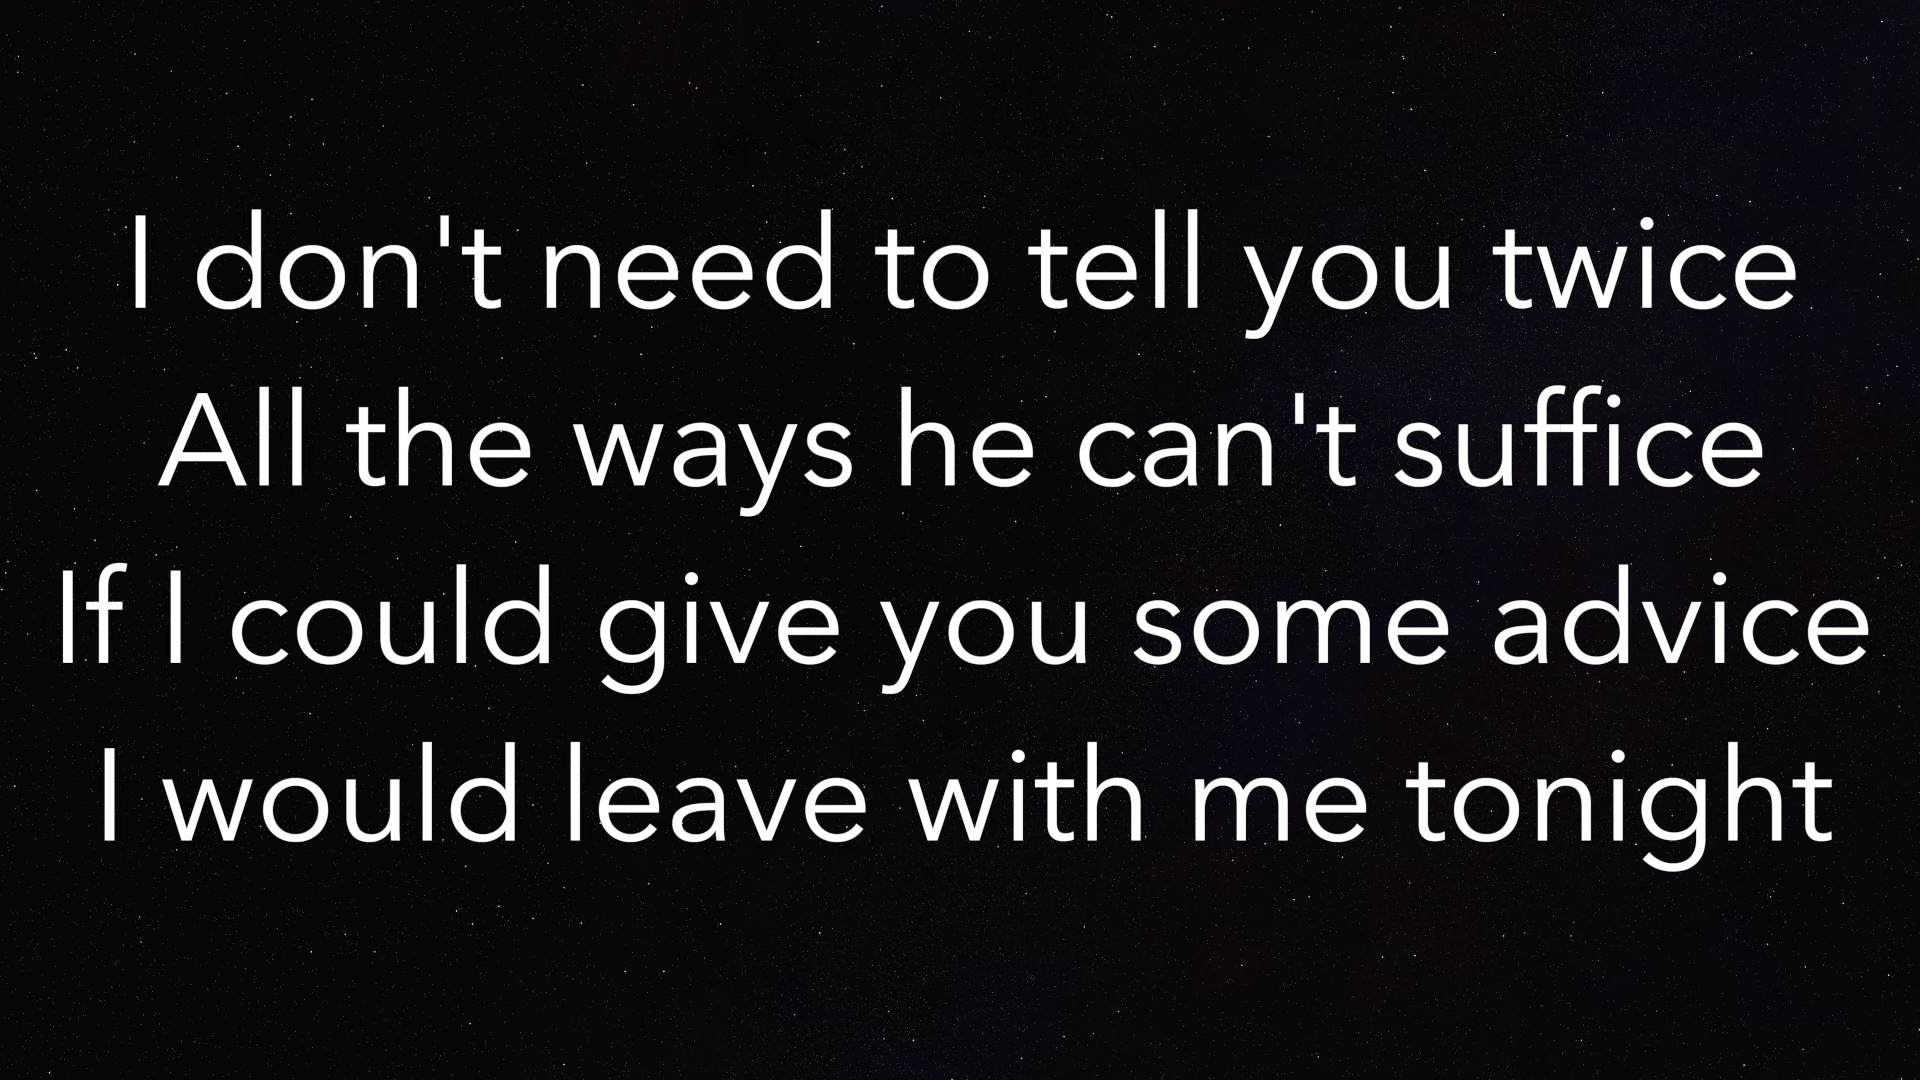 I don't need to tell you twice
All the ways he can't suffice
If I could give you some advice
I would leave with me tonight